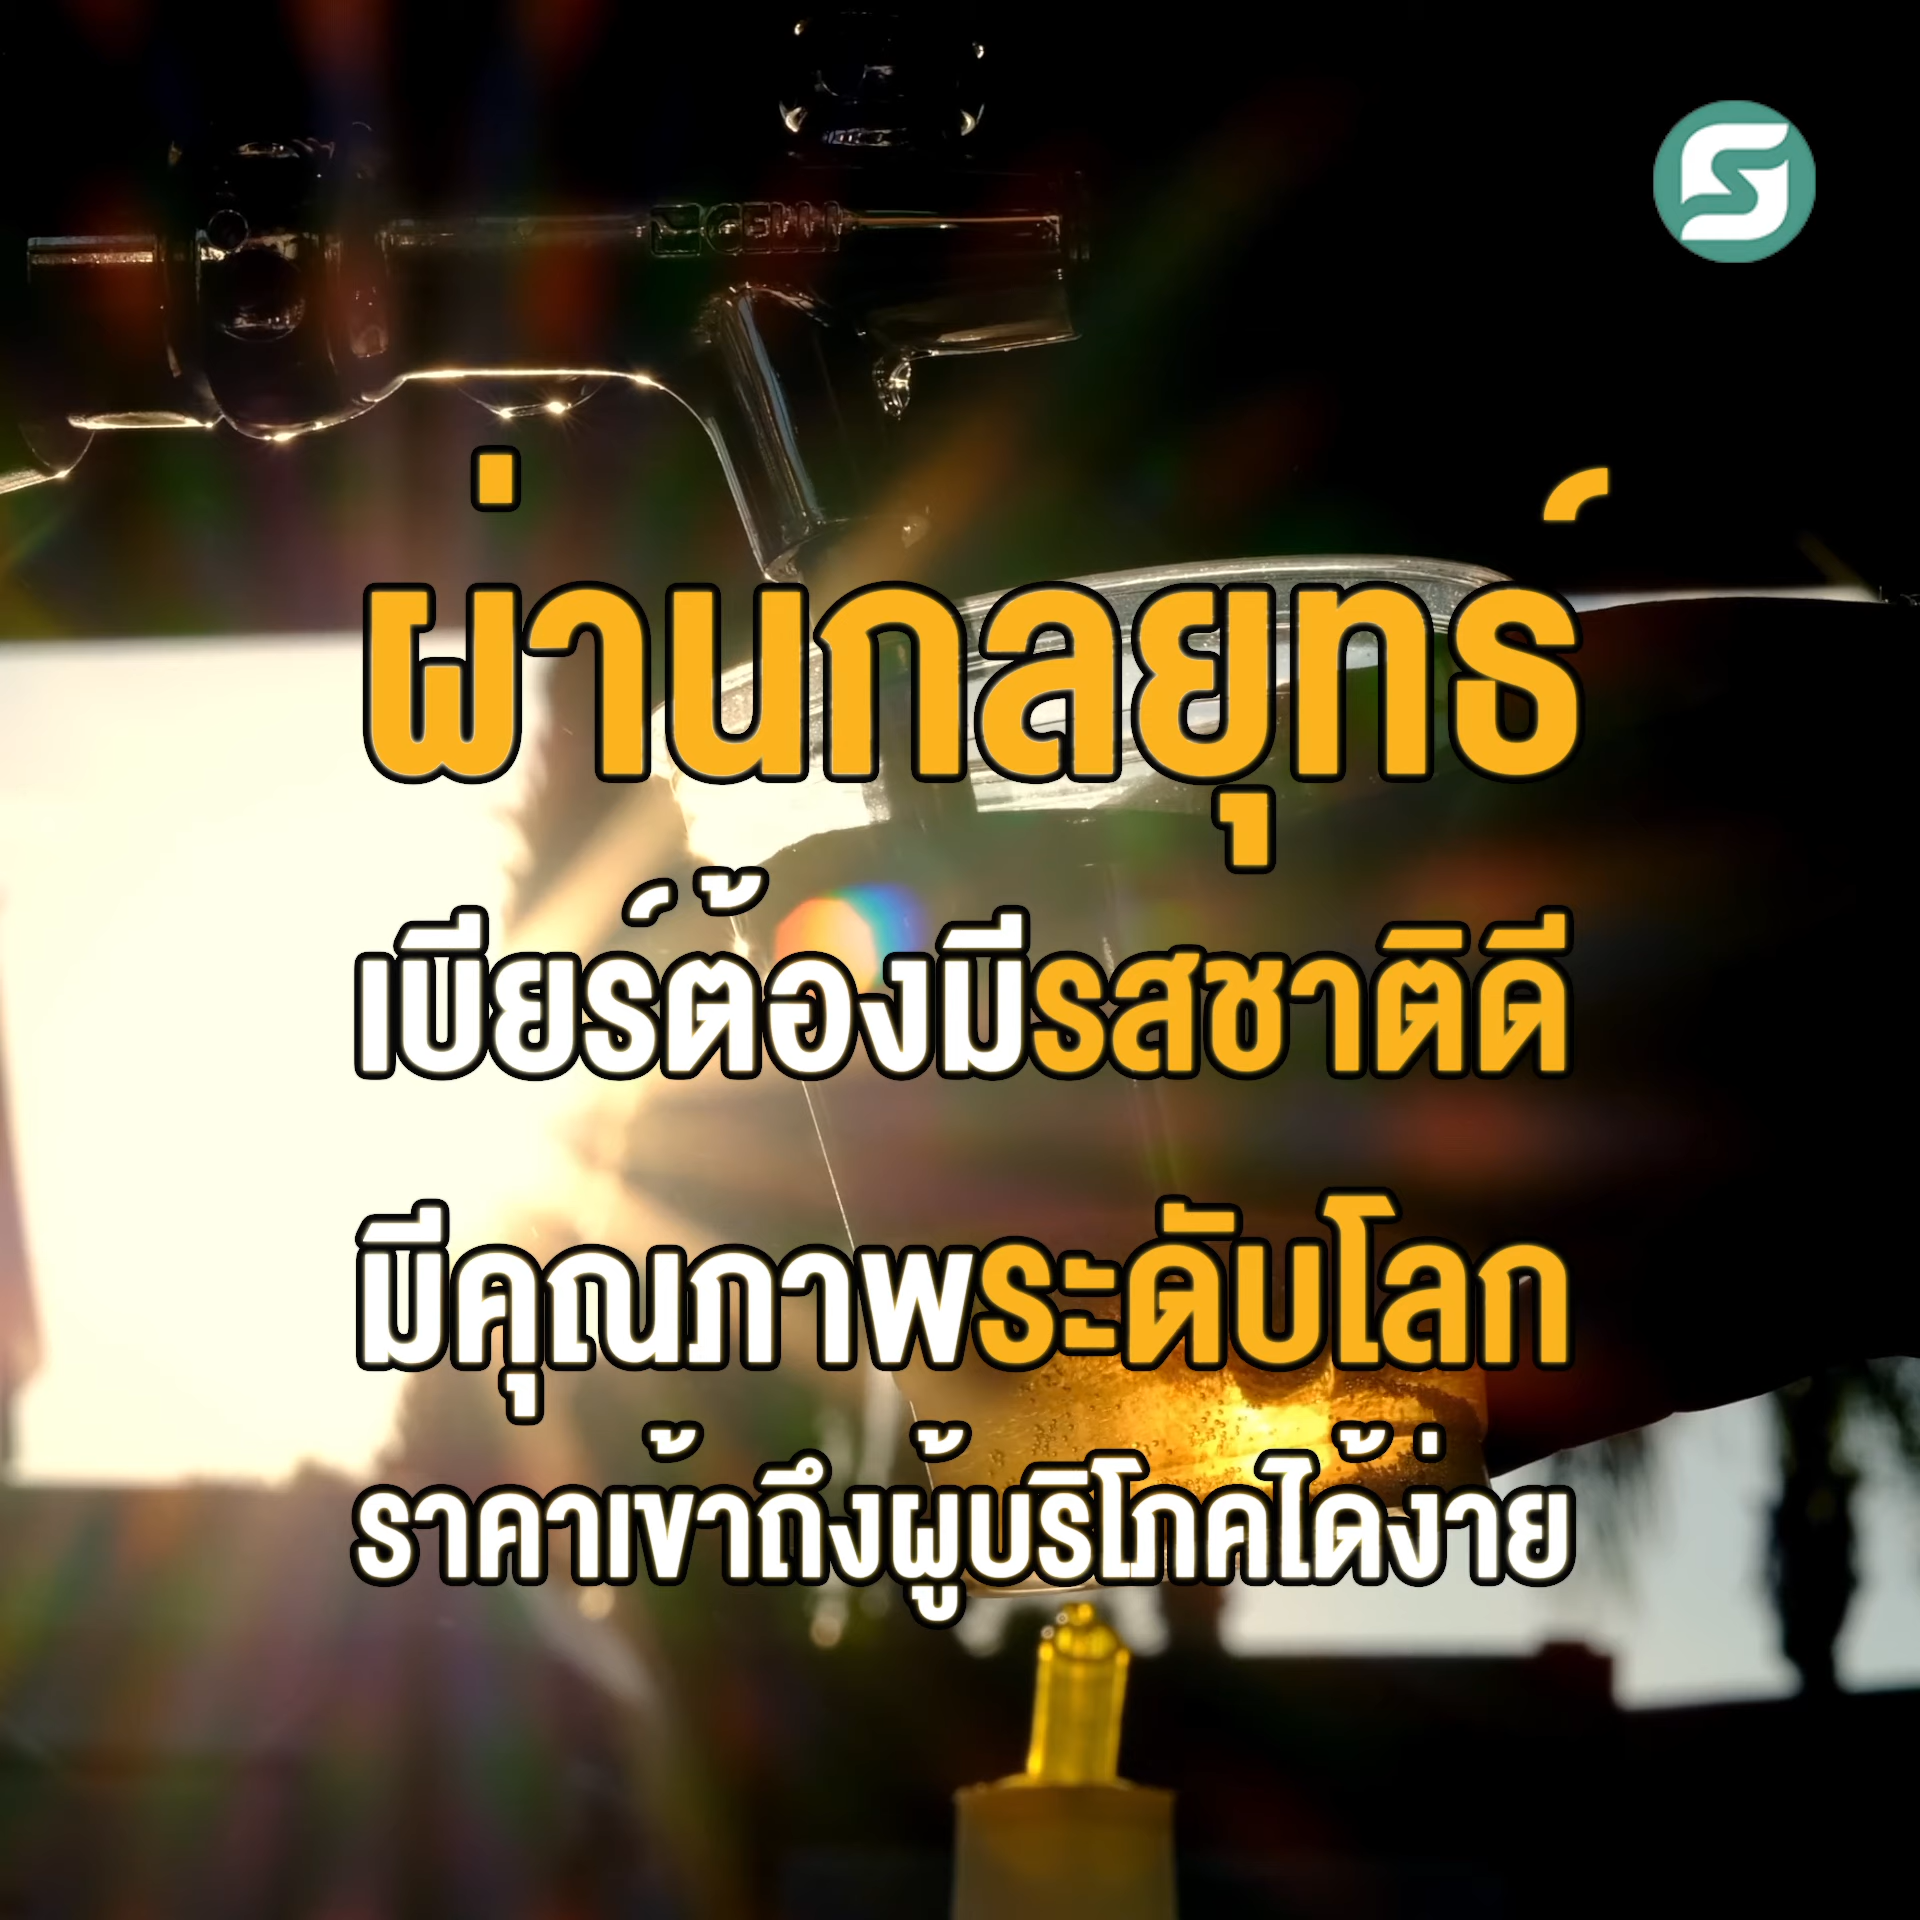 CELLI
ผ่านกลยุทธ์
เบียร์ต้องมีรสชาติดี
มีคุณภาพระดับโลก
ราคาเข้าถึงผู้บริโภคได้ง่าย